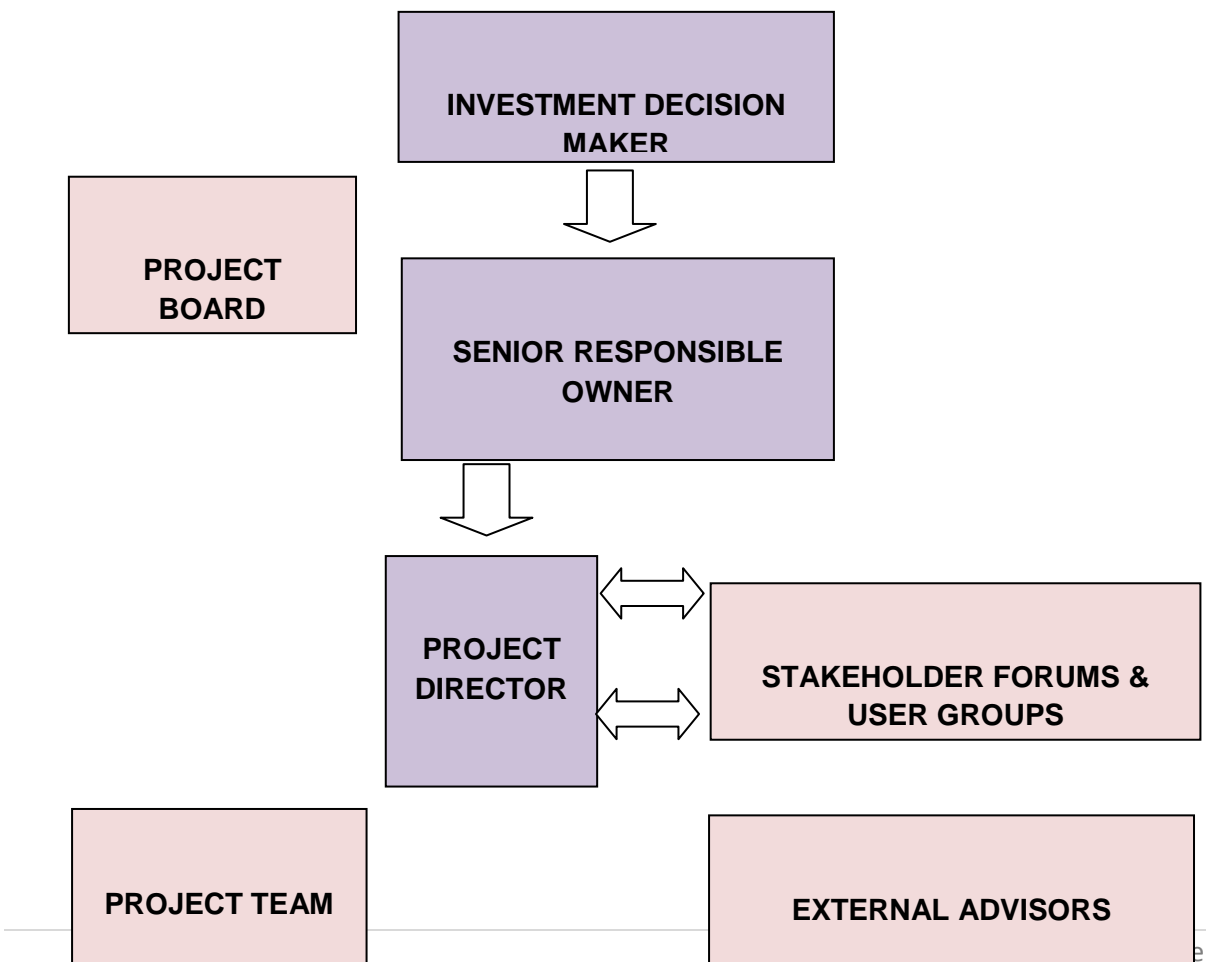 INVESTMENT DECISION
MAKER
PROJECT
BOARD
SENIOR RESPONSIBLE
OWNER
PROJECT
DIRECTOR
STAKEHOLDER FORUMS &
USER GROUPS
PROJECT TEAM
EXTERNAL ADVISORS